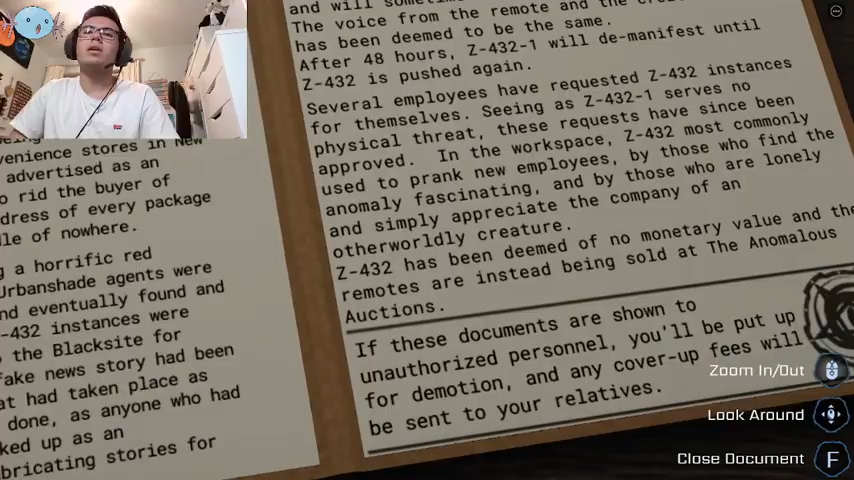 venience stores in New
advertised as an
o rid the buyer of
dress of every package
dle of nowhere.
g a horrific red
Urbanshade agents were
nd eventually found and
-432 instances were
o the Blacksite for
fake news story had been
at had taken place as
done, as anyone who had
ked up as an
bricating stories for
and will
The voice from the remote and the
has been deemed to be the same.
After 48 hours, Z-432-1 will de-manifest until
Z-432 is pushed again.
Several employees have requested Z-432 instances
for themselves. Seeing as Z-432-1 serves no
physical threat, these requests have since been
approved. In the workspace, Z-432 most commonly
used to prank new employees, by those who find the
anomaly fascinating, and by those who are lonely
and simply appreciate the company of an
otherworldly creature.
Z-432 has been deemed of no monetary value and the
remotes are instead being sold at The Anomalous
Auctions.
If these documents are shown to
unauthorized personnel, you'll be put up
for demotion, and any cover-up fees will
be sent to your relatives.
Zoom In/Out
Look Around
Close Document
F